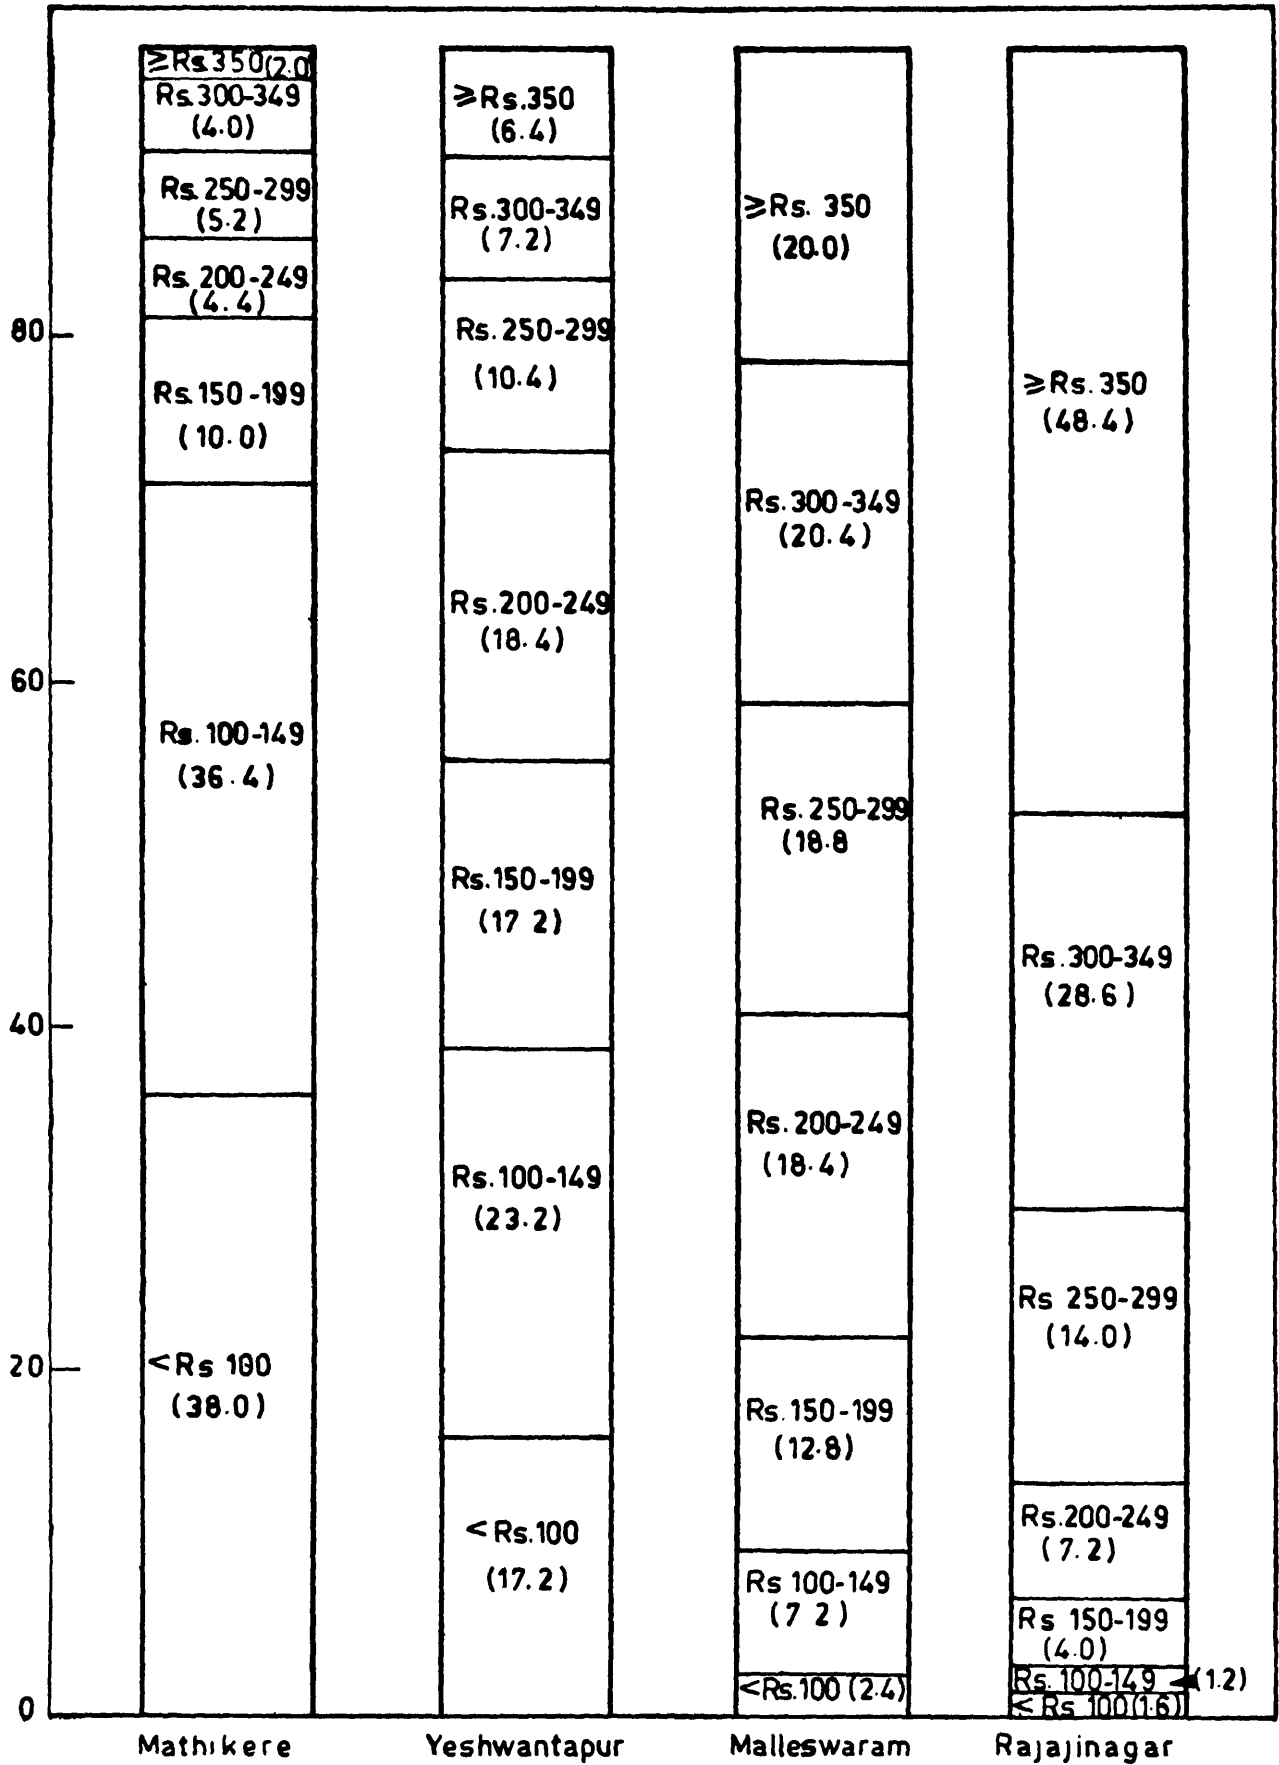 80
60
40
20
0
≥Rs.350(2.0)
Rs.300-349
(4.0)
Rs.250-299
(5.2)
Rs.200-249
(4.4)
Rs.150-199
(10.0)
Rs.100-149
(36.4)
<Rs 100
(38.0)
Mathikere
≥Rs.350
(6.4)
Rs.300-349
(7.2)
Rs.250-299
(10.4)
Rs.200-249
(18.4)
Rs.150-199
(17 2)
Rs.100-149
(23.2)
<Rs.100
(17.2)
Yeshwantapur
≥Rs. 350
(20.0)
Rs.300-349
(20.4)
Rs.250-299
(18.8
Rs.200-249
(18.4)
Rs.150-199
(12.8)
Rs 100-149
(7 2)
<Rs.100 (2.4)
Malleswaram
≥Rs.350
(48.4)
Rs.300-349
(28.6)
Rs 250-299
(14.0)
Rs.200-249
(7.2)
Rs 150-199
(4.0)
Rs.100-149 (1.2)
<Rs 100(1.6)
Rajajinagar